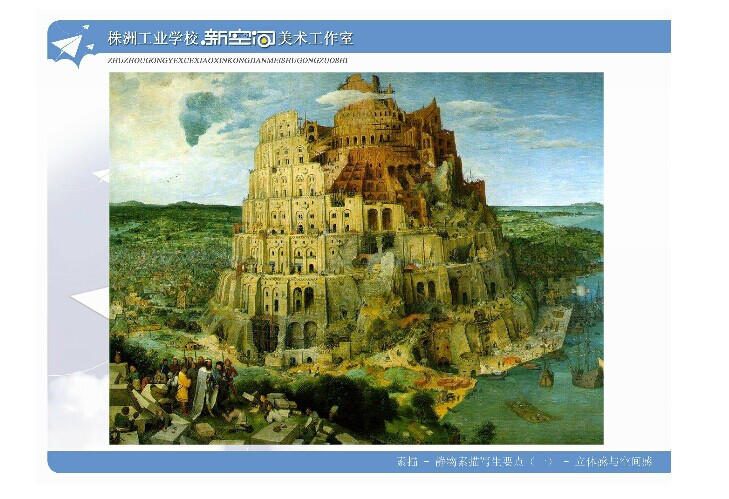 株洲工业学校.新空间美术工作室
ZHUZHOUGONGYEXUEXIAOXINKONGJIANMEISHUGONGZUOSHI
素描 - 静物素描写生要点（一） - 立体感与空间感